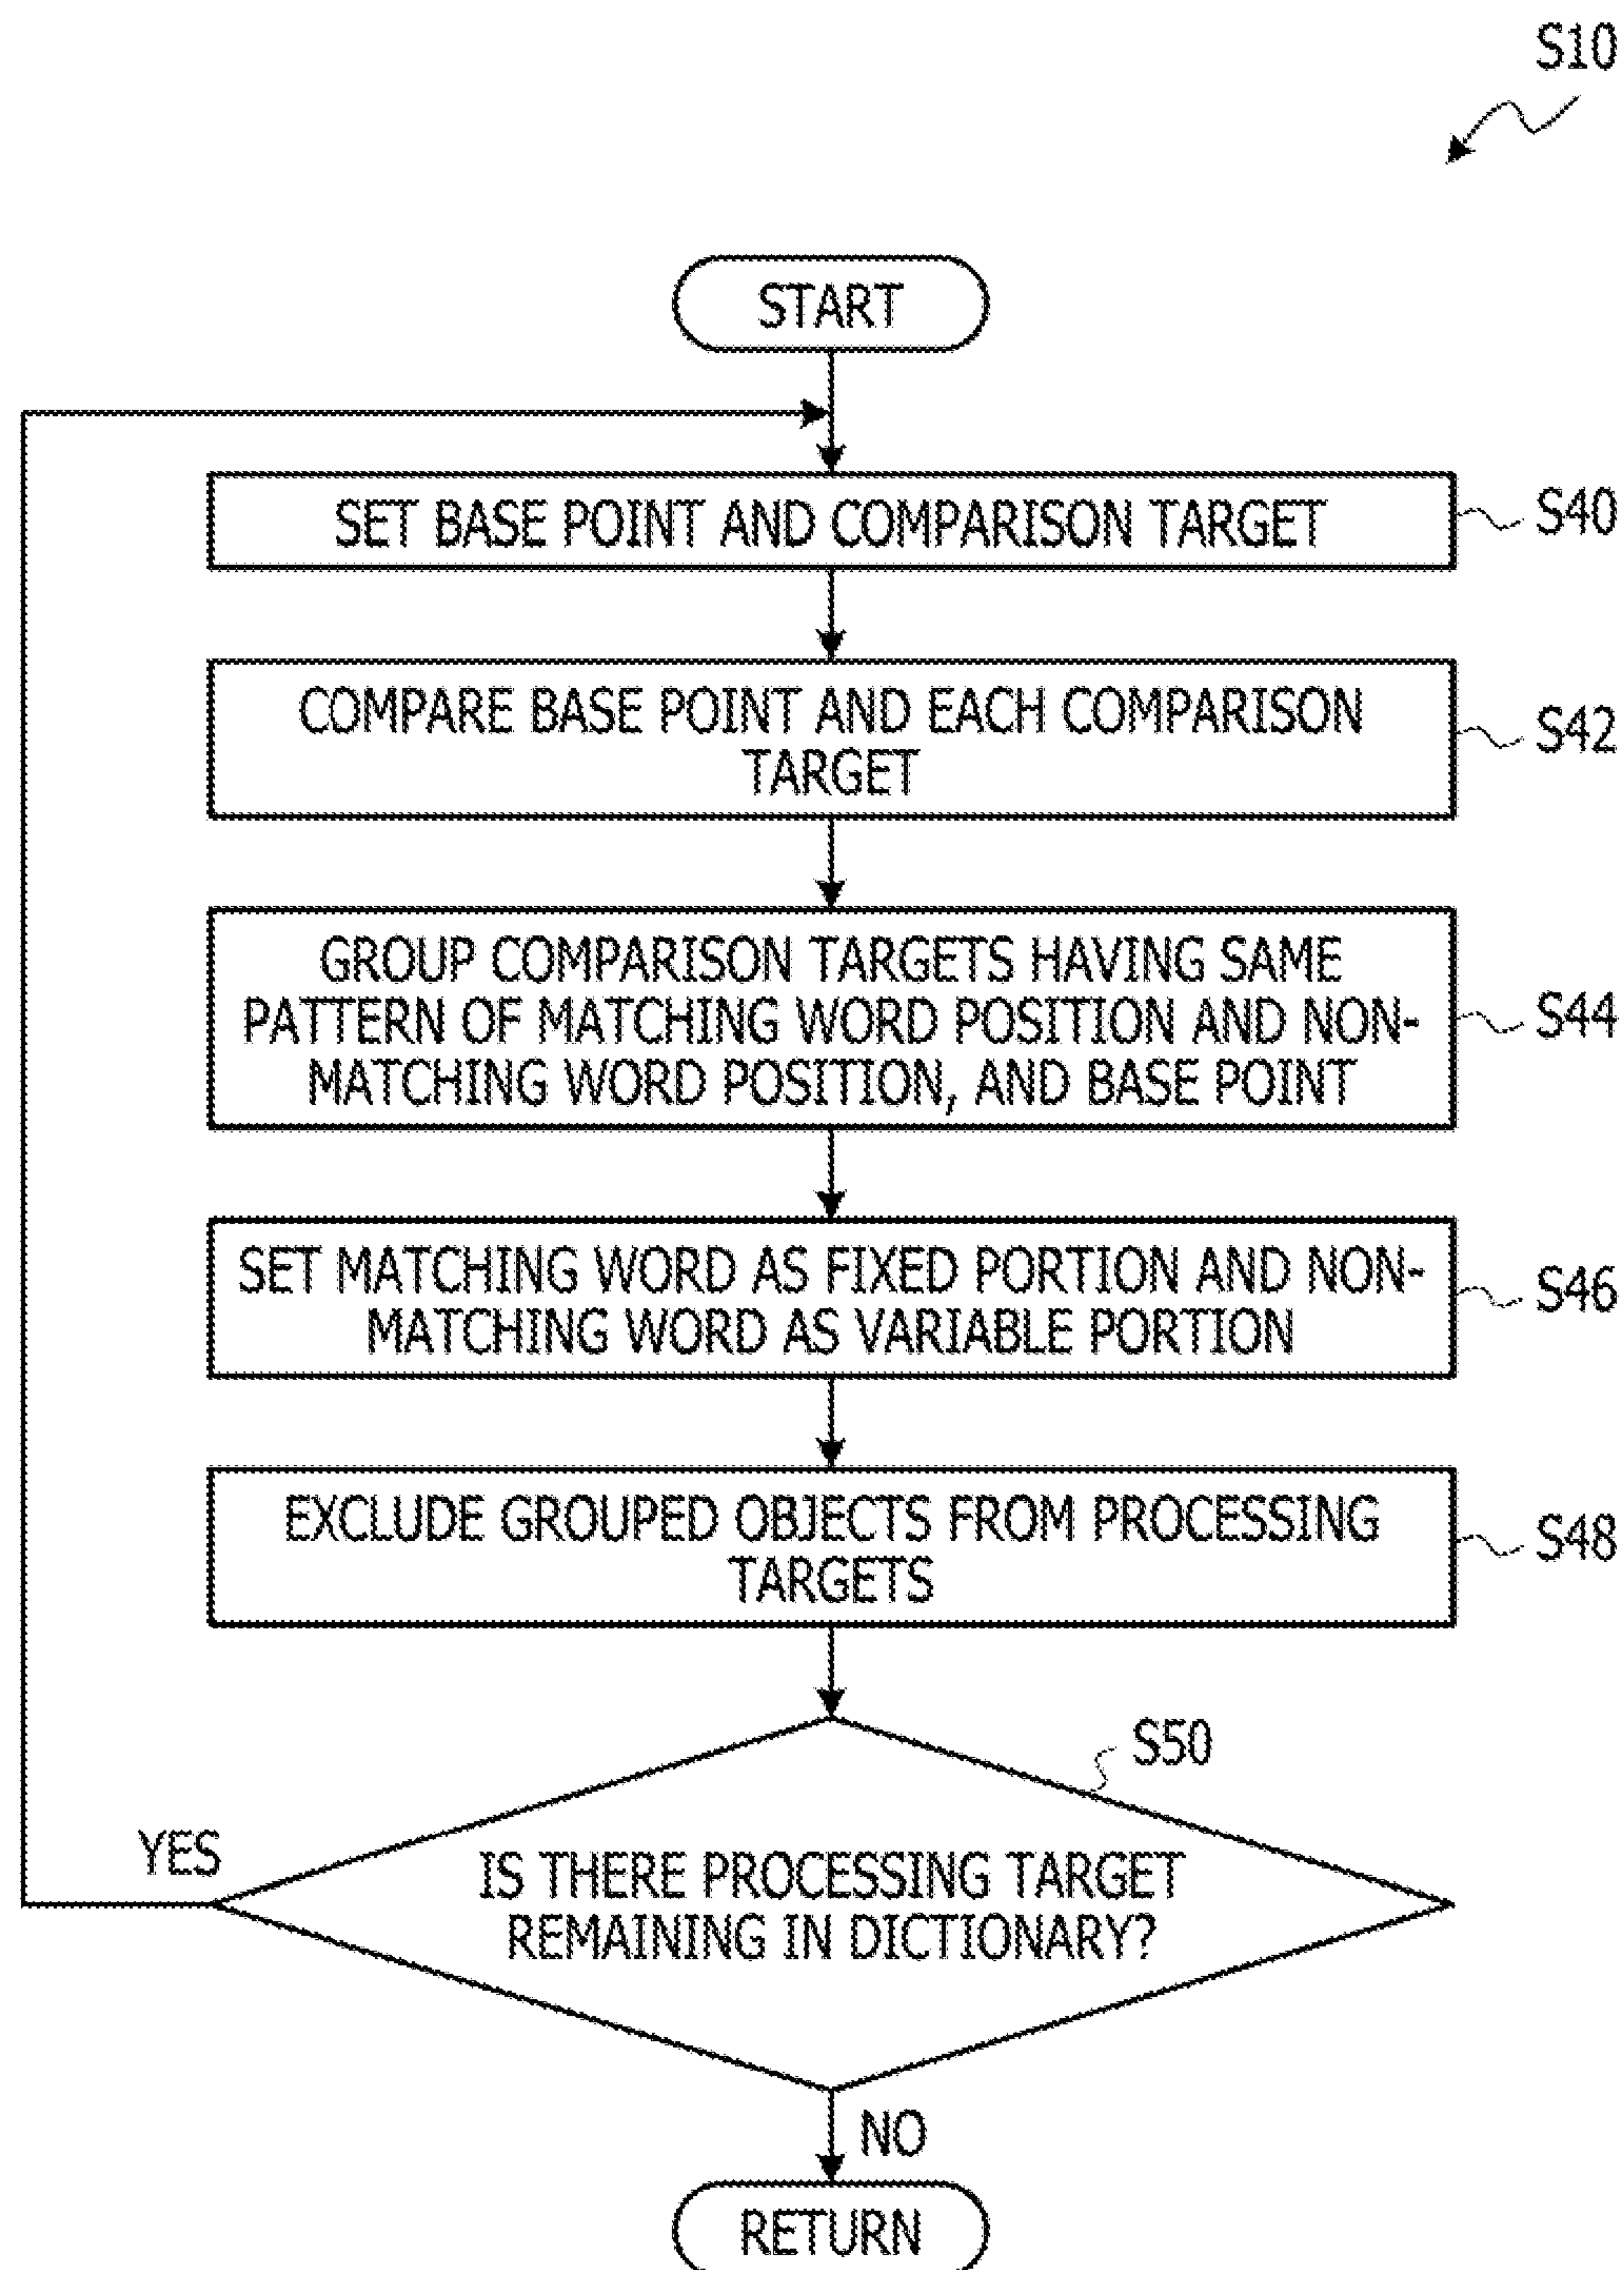 S10
START
SET BASE POINT AND COMPARISON TARGET
S40
COMPARE BASE POINT AND EACH COMPARISON
TARGET
S42
GROUP COMPARISON TARGETS HAVING SAME
PATTERN OF MATCHING WORD POSITION AND NON-
MATCHING WORD POSITION, AND BASE POINT
S44
SET MATCHING WORD AS FIXED PORTION AND NON-
MATCHING WORD AS VARIABLE PORTION
S46
EXCLUDE GROUPED OBJECTS FROM PROCESSING
TARGETS
S48
S50
YES
IS THERE PROCESSING TARGET
REMAINING IN DICTIONARY?
NO
RETURN